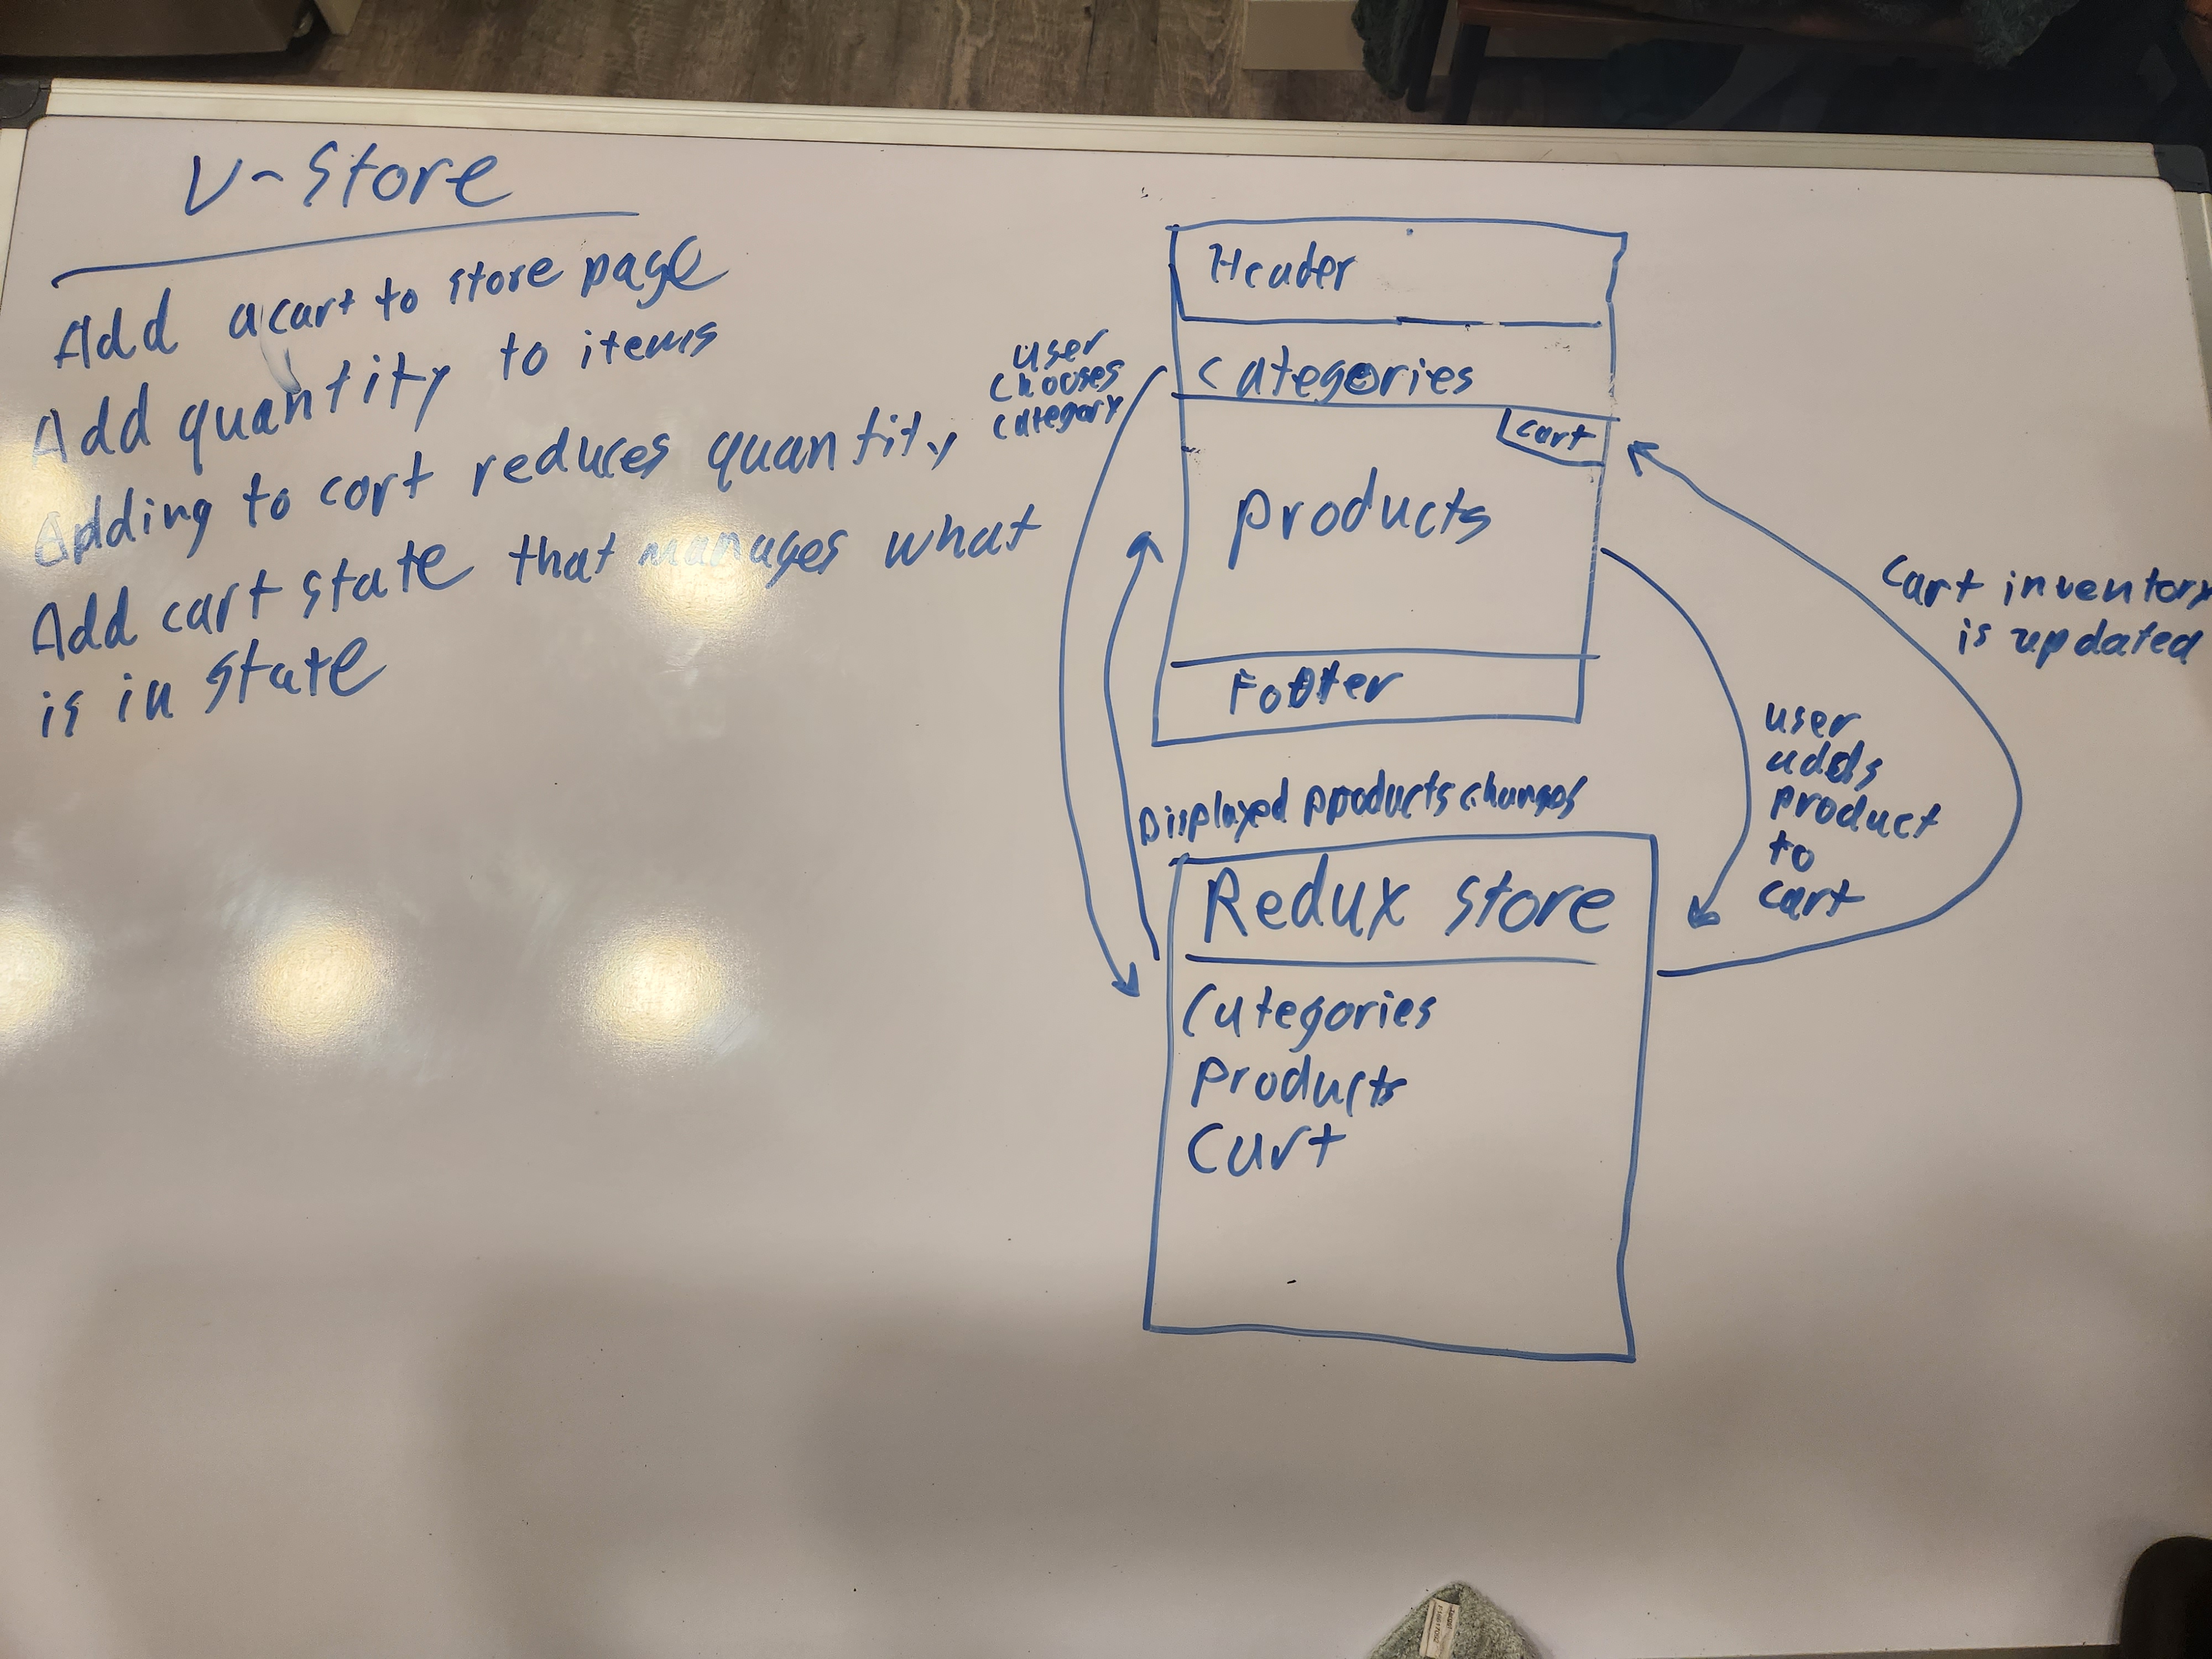 V-Store
Add a cart to store page
Add quantity to items
Adding to cart reduces quantity
Add cart state that manages what
is in state
user
chooses
category
Header
Categories
Cart
products
Footer
Displayed products changes
Redux Store
Categories
products
Cart
user
adds
product
to
cart
Cart inventory
is updated
Target